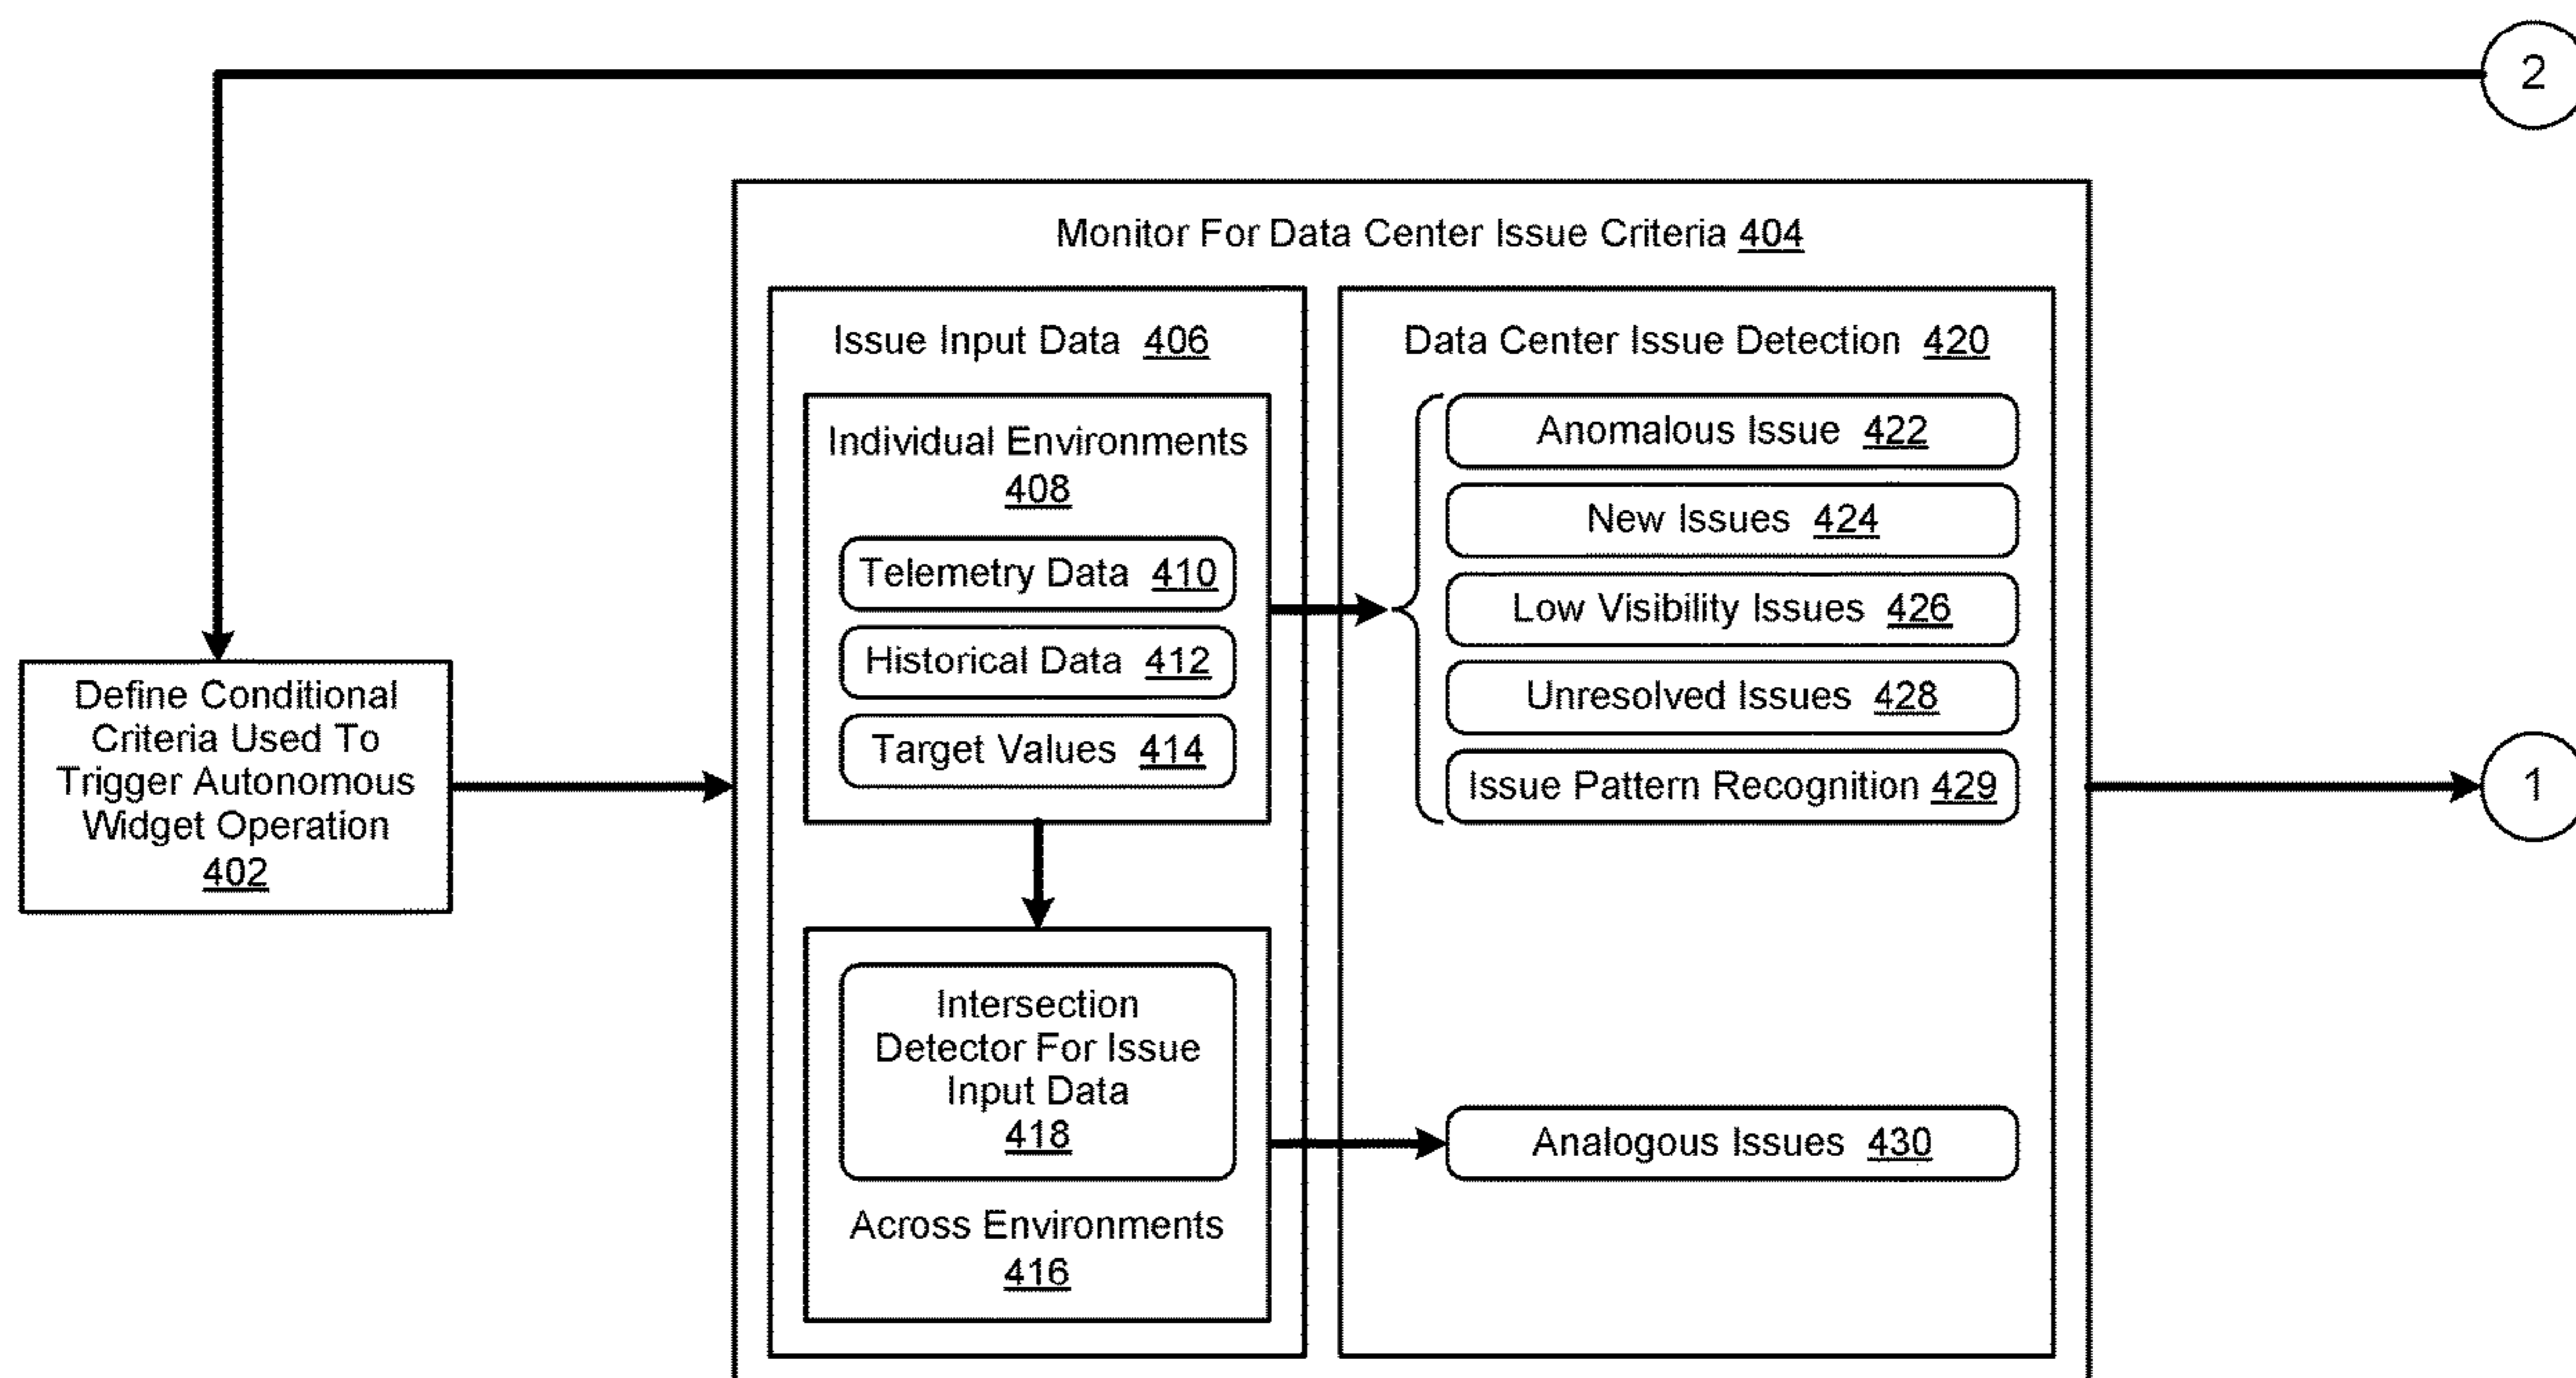 2
Monitor For Data Center Issue Criteria 404
Issue Input Data 406
Individual Environments
408
Telemetry Data 410
Historical Data 412
Target Values 414
Intersection
Detector For Issue
Input Data
418
Across Environments
416
Data Center Issue Detection 420
Anomalous Issue 422
New Issues 424
Low Visibility Issues 426
Unresolved Issues 428
Issue Pattern Recognition 429
Analogous Issues 430
Define Conditional
Criteria Used To
Trigger Autonomous
Widget Operation
402
1